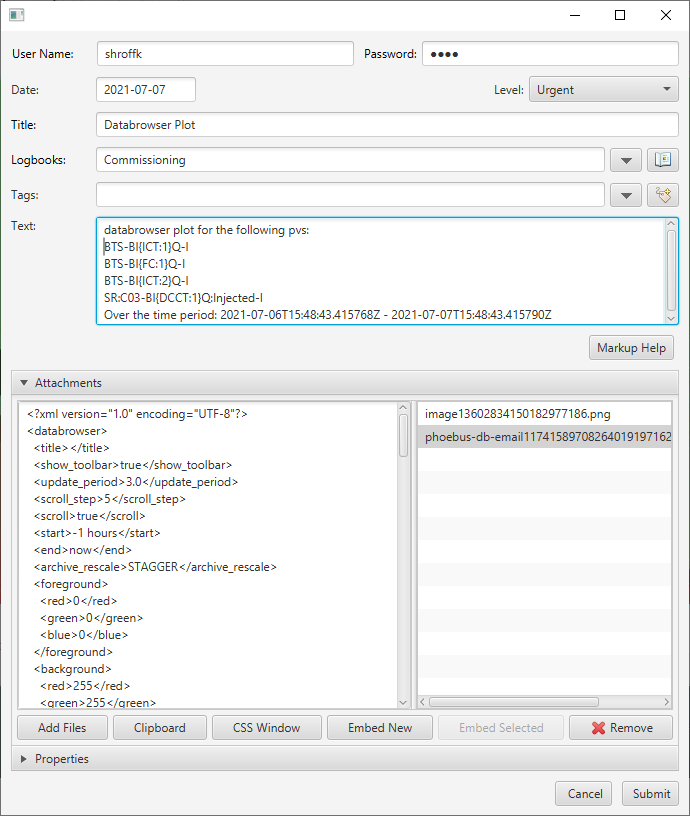 User Name: shroffk Password: ●●●●
Date: 2021-07-07 Level: Urgent
Title: Databrowser Plot
Logbooks: Commissioning
Tags:
Text: databrowser plot for the following pvs:
BTS-BI{ICT:1}Q-I
BTS-BI{FC:1}Q-I
BTS-BI{ICT:2}Q-I
SR:C03-BI{DCCT:1}Q:Injected-I
Over the time period: 2021-07-06T15:48:43.415768Z - 2021-07-07T15:48:43.415790Z
Markup Help
Attachments
<?xml version="1.0" encoding="UTF-8"?>
<databrowser>
<title></title>
<show_toolbar>true</show_toolbar>
<update_period>3.0</update_period>
<scroll_step>5</scroll_step>
<scroll>true</scroll>
<start>-1 hours</start>
<end>now</end>
<archive_rescale>STAGGER</archive_rescale>
<foreground>
<red>0</red>
<green>0</green>
<blue>0</blue>
</foreground>
<background>
<red>255</red>
<green>255</green>
image13602834150182977186.png
phoebus-db-email11741589708264019197162
Add Files Clipboard CSS Window Embed New Embed Selected Remove
Properties
Cancel Submit